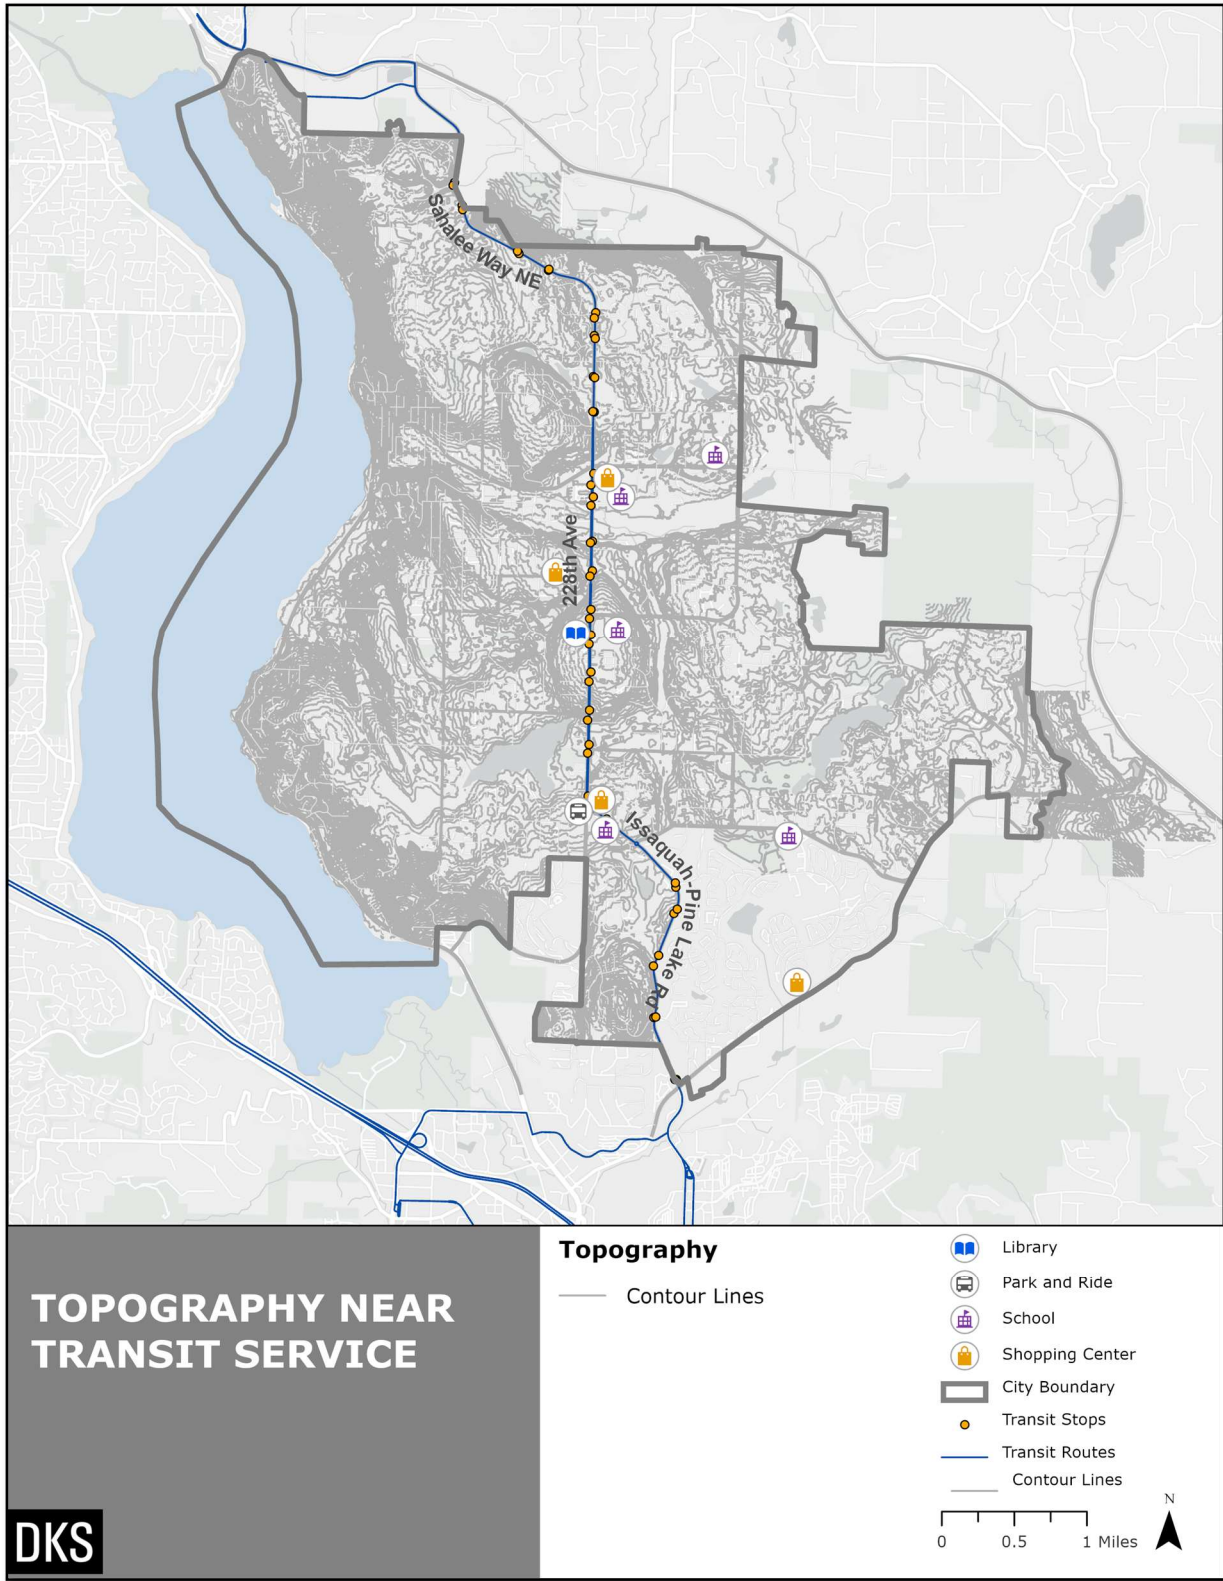 Sahalee Way NE
228th Ave
Issaquah-Pine Lake Rd
TOPOGRAPHY NEAR
TRANSIT SERVICE
DKS
Topography
Contour Lines
Library
Park and Ride
School
Shopping Center
City Boundary
Transit Stops
Transit Routes
Contour Lines
N
0 0.5 1 Miles